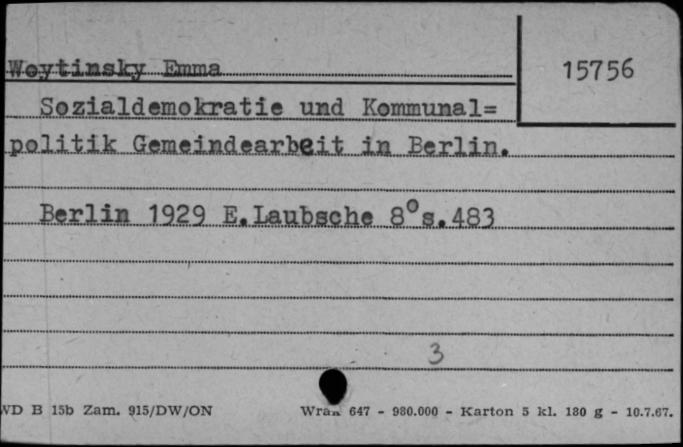 Woytinsky Emma
15756
Sozialdemokratie und Kommunal=
politik Gemeindearbeit in Berlin.
Berlin 1929 E.Laubsche 8° s.483
3
WD B 15b Zam. 915/DW/ON Wrak 647 - 980.000 - Karton 5 kl. 180 g - 10.7.67.